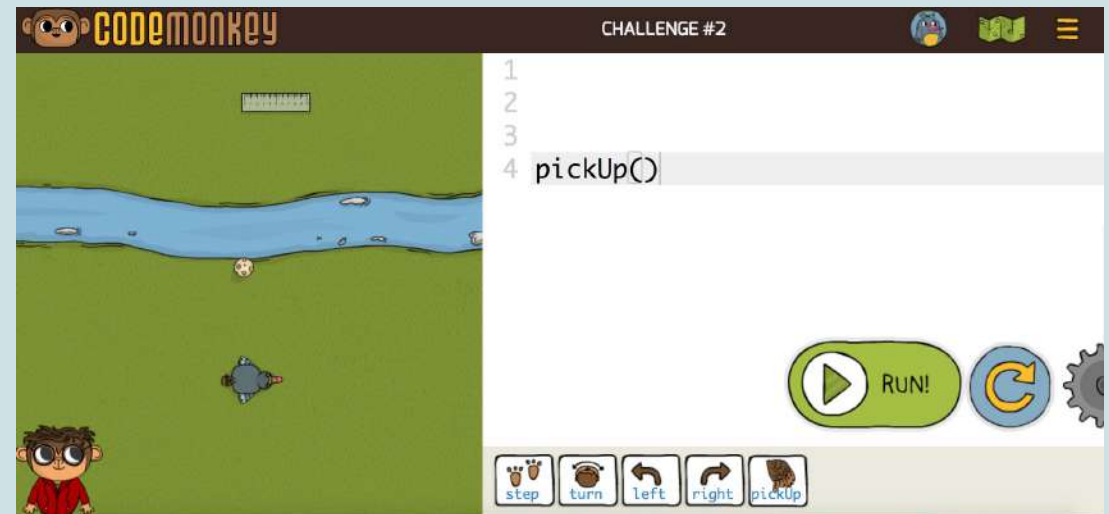 CODEMONKEY
CHALLENGE #2
1
2
3
4 pickUp()
RUN!
step turn left right pickUp